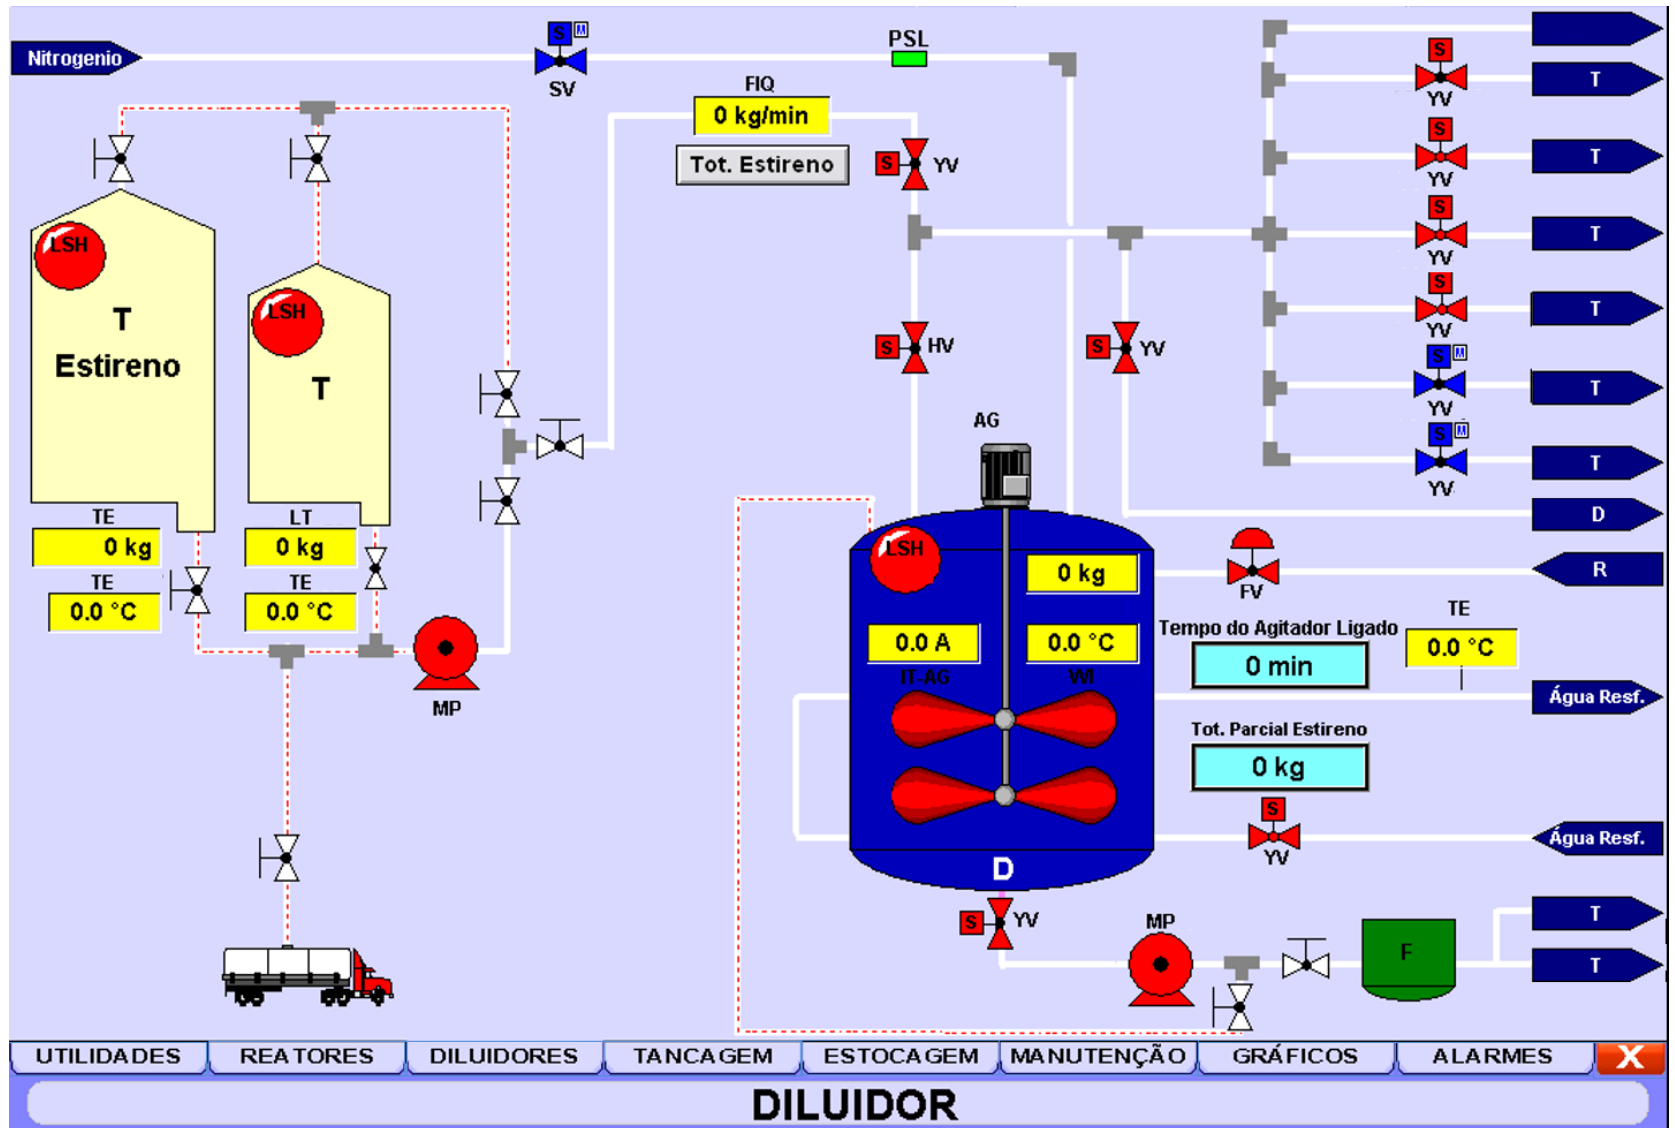 Nitrogenio
S M
SV
PSL
FIQ
0 kg/min
Tot. Estireno
S YV
S
YV
T
S
YV
T
S
YV
T
S
YV
T
S M
YV
T
S M
YV
T
D
R
LSH
T
Estireno
LSH
T
S HV
S YV
AG
TE
0 kg
TE
0.0 °C
LT
0 kg
TE
0.0 °C
MP
LSH
0 kg
0.0 A
IT-AG
0.0 °C
WI
D
FV
Tempo do Agitador Ligado
0 min
TE
0.0 °C
Água Resf.
Tot. Parcial Estireno
0 kg
S
YV
Água Resf.
S YV
MP
F
T
T
UTILIDADES REATORES DILUIDORES TANCAGEM ESTOCAGEM MANUTENÇÃO GRÁFICOS ALARMES X
DILUIDOR